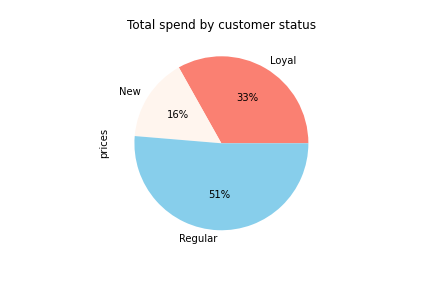 Total spend by customer status
Loyal
New
33%
16%
prices
51%
Regular